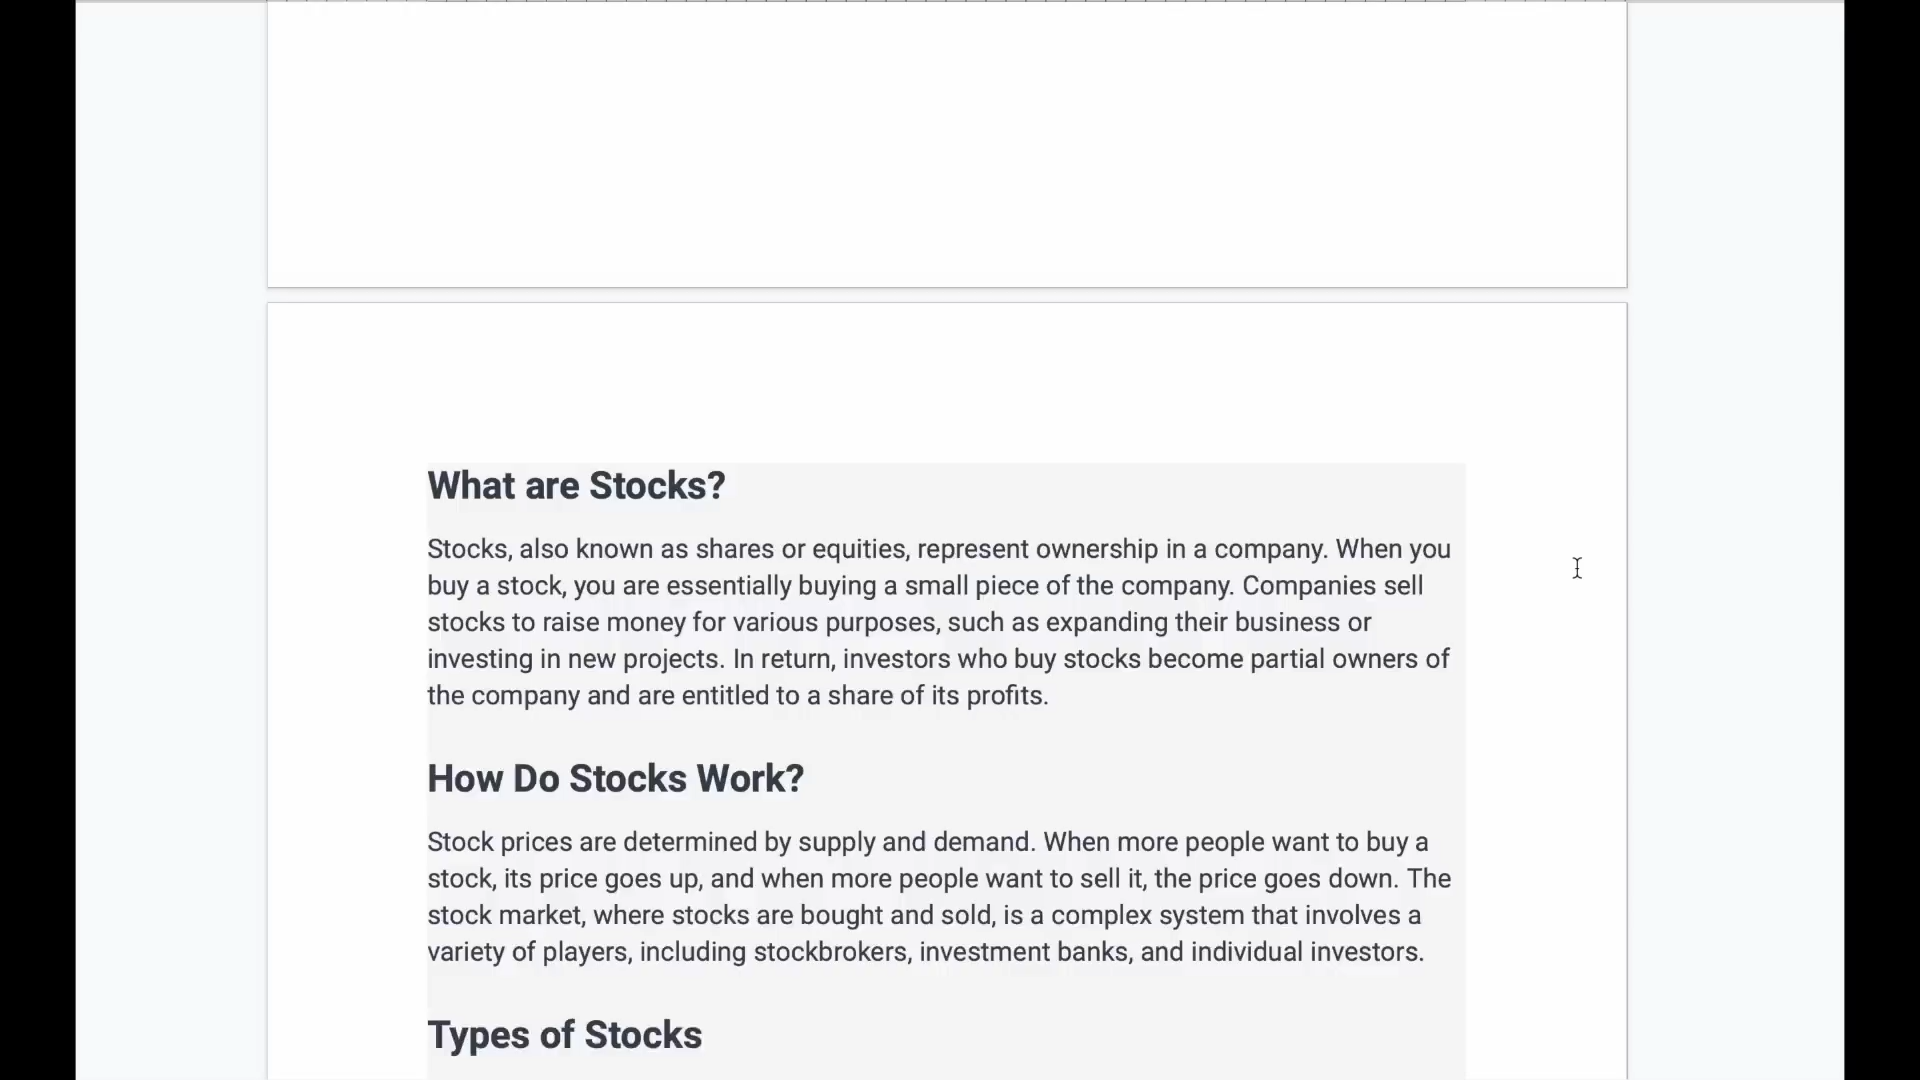 What are Stocks?
Stocks, also known as shares or equities, represent ownership in a company. When you
buy a stock, you are essentially buying a small piece of the company. Companies sell
stocks to raise money for various purposes, such as expanding their business or
investing in new projects. In return, investors who buy stocks become partial owners of
the company and are entitled to a share of its profits.
How Do Stocks Work?
Stock prices are determined by supply and demand. When more people want to buy a
stock, its price goes up, and when more people want to sell it, the price goes down. The
stock market, where stocks are bought and sold, is a complex system that involves a
variety of players, including stockbrokers, investment banks, and individual investors.
Types of Stocks